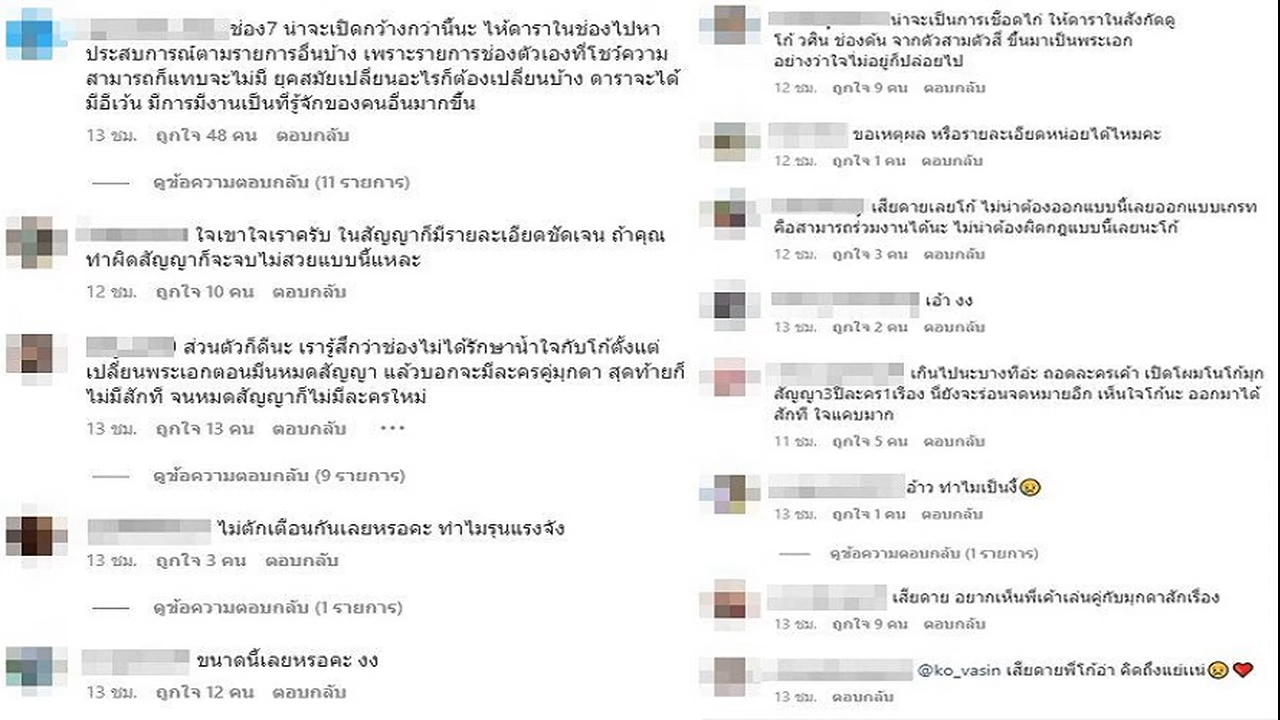 ช่อง7 น่าจะเปิดกว้างกว่านี้นะ ให้ดาราในช่องไปหา
ประสบการณ์ตามรายการอื่นบ้าง เพราะรายการช่องตัวเองที่โชว์ความ
สามารถก็แทบจะไม่มี ยุคสมัยเปลี่ยนอะไรก็ต้องเปลี่ยนบ้าง ดาราจะได้
มีอีเว้น มีการมีงานเป็นที่รู้จักของคนอื่นมากขึ้น
13 ชม. ถูกใจ 48 คน ตอบกลับ
ดูข้อความตอบกลับ (11 รายการ)
ใจเขาใจเราครับ ในสัญญาก็มีรายละเอียดชัดเจน ถ้าคุณ
ทำผิดสัญญาก็จะจบไม่สวยแบบนี้แหละ
12 ชม. ถูกใจ 10 คน ตอบกลับ
ส่วนตัวก็ดีนะ เรารู้สึกว่าช่องไม่ได้รักษาน้ำใจกับโก้ตั้งแต่
เปลี่ยนพระเอกตอนมีนหมดสัญญา แล้วบอกจะมีละครคู่มุกดา สุดท้ายก็
ไม่มีสักที จนหมดสัญญาก็ไม่มีละครใหม่
13 ชม. ถูกใจ 13 คน ตอบกลับ ...
ดูข้อความตอบกลับ (9 รายการ)
ไม่ตักเตือนกันเลยหรอคะ ทำไมรุนแรงจัง
13 ชม. ถูกใจ 3 คน ตอบกลับ
ดูข้อความตอบกลับ (1 รายการ)
ขนาดนี้เลยหรอคะ งง
13 ชม. ถูกใจ 12 คน ตอบกลับ
น่าจะเป็นการเชือดไก่ ให้ดาราในสังกัดดู
โก้ วศิน ช่องดัน จากตัวสามตัวสี่ ขึ้นมาเป็นพระเอก
อย่างว่าใจไม่อยู่ก็ปล่อยไป
12 ชม. ถูกใจ 9 คน ตอบกลับ
ขอเหตุผล หรือรายละเอียดหน่อยได้ไหมคะ
12 ชม. ถูกใจ 1 คน ตอบกลับ
เสียดายเลยโก้ ไม่น่าต้องออกแบบนี้เลยออกแบบเกรท
คือสามารถร่วมงานได้นะ ไม่น่าต้องผิดกฎแบบนี้เลยนะโก้
12 ชม. ถูกใจ 3 คน ตอบกลับ
เอ้า งง
13 ชม. ถูกใจ 2 คน ตอบกลับ
เกินไปนะบางทีอ่ะ ถอดละครเค้า เปิดโผมโนโก้มุก
สัญญา3ปีละคร1เรื่อง นี่ยังจะร่อนจดหมายอีก เห็นใจโก้นะ ออกมาได้
สักที ใจแคบมาก
11 ชม. ถูกใจ 5 คน ตอบกลับ
อ้าว ทำไมเป็นงี้😢
13 ชม. ถูกใจ 1 คน ตอบกลับ
ดูข้อความตอบกลับ (1 รายการ)
เสียดาย อยากเห็นพี่เค้าเล่นคู่กับมุกดาสักเรื่อง
13 ชม. ถูกใจ 9 คน ตอบกลับ
@ko_vasin เสียดายพี่โก้อ่า คิดถึงแย่แน่😢❤️
13 ชม. ตอบกลับ